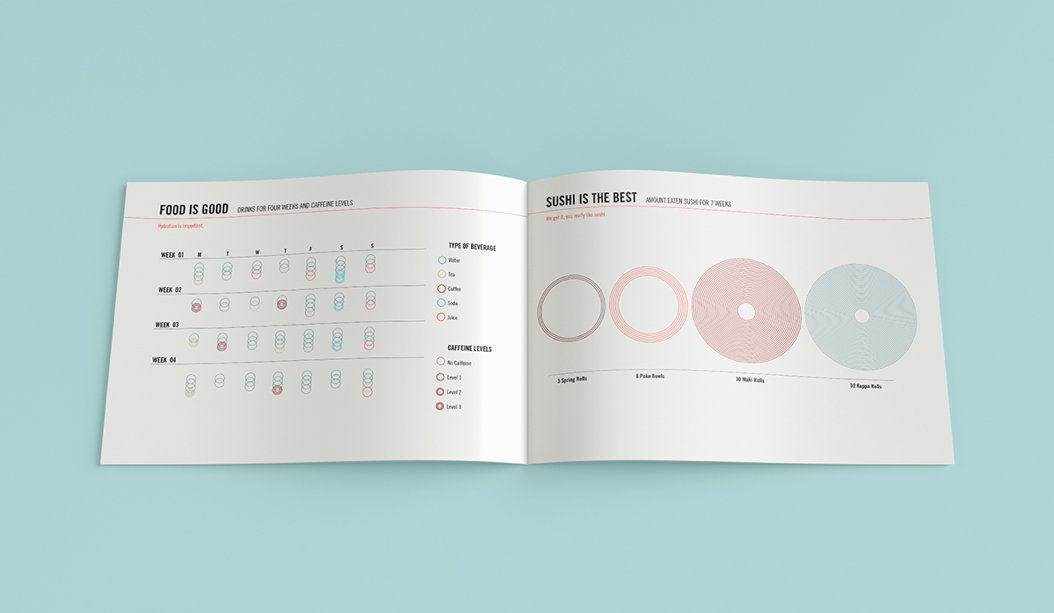 FOOD IS GOOD DRINKS FOR FOUR WEEKS AND CAFFEINE LEVELS
Hydration is important.
WEEK 01 M T W T F S S
WEEK 02
WEEK 03
WEEK 04
TYPE OF BEVERAGE
Water
Tea
Coffee
Soda
Juice
CAFFEINE LEVELS
No Caffeine
Level 1
Level 2
Level 3
SUSHI IS THE BEST AMOUNT EATEN SUSHI FOR 7 WEEKS
We get it, you really like sushi
3 Spring Rolls
6 Poke Bowls
30 Maki Rolls
32 Kappa Rolls